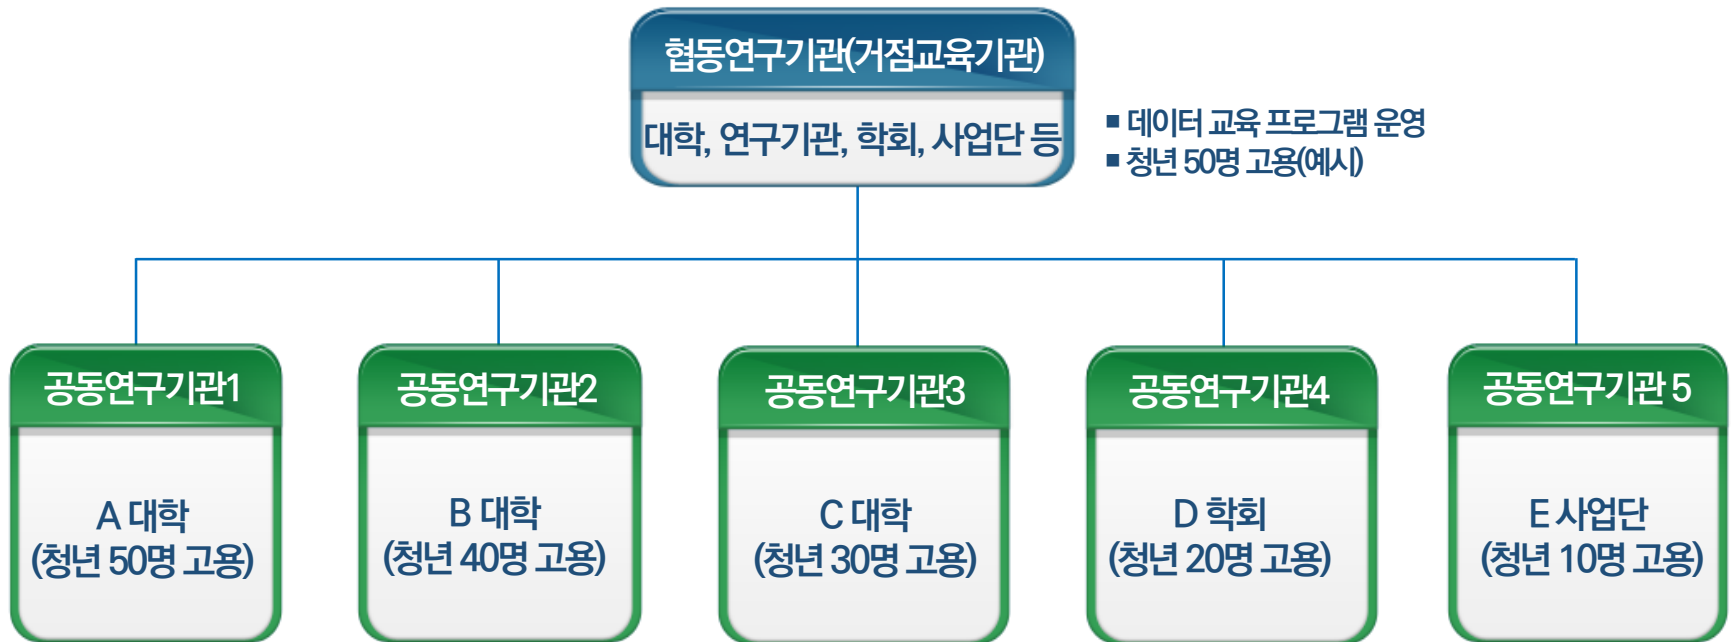 협동연구기관(거점교육기관)
대학, 연구기관, 학회, 사업단 등
▪ 데이터 교육 프로그램 운영
▪ 청년 50명 고용(예시)
공동연구기관1
A 대학
(청년 50명 고용)
공동연구기관2
B 대학
(청년 40명 고용)
공동연구기관3
C 대학
(청년 30명 고용)
공동연구기관4
D 학회
(청년 20명 고용)
공동연구기관 5
E 사업단
(청년 10명 고용)